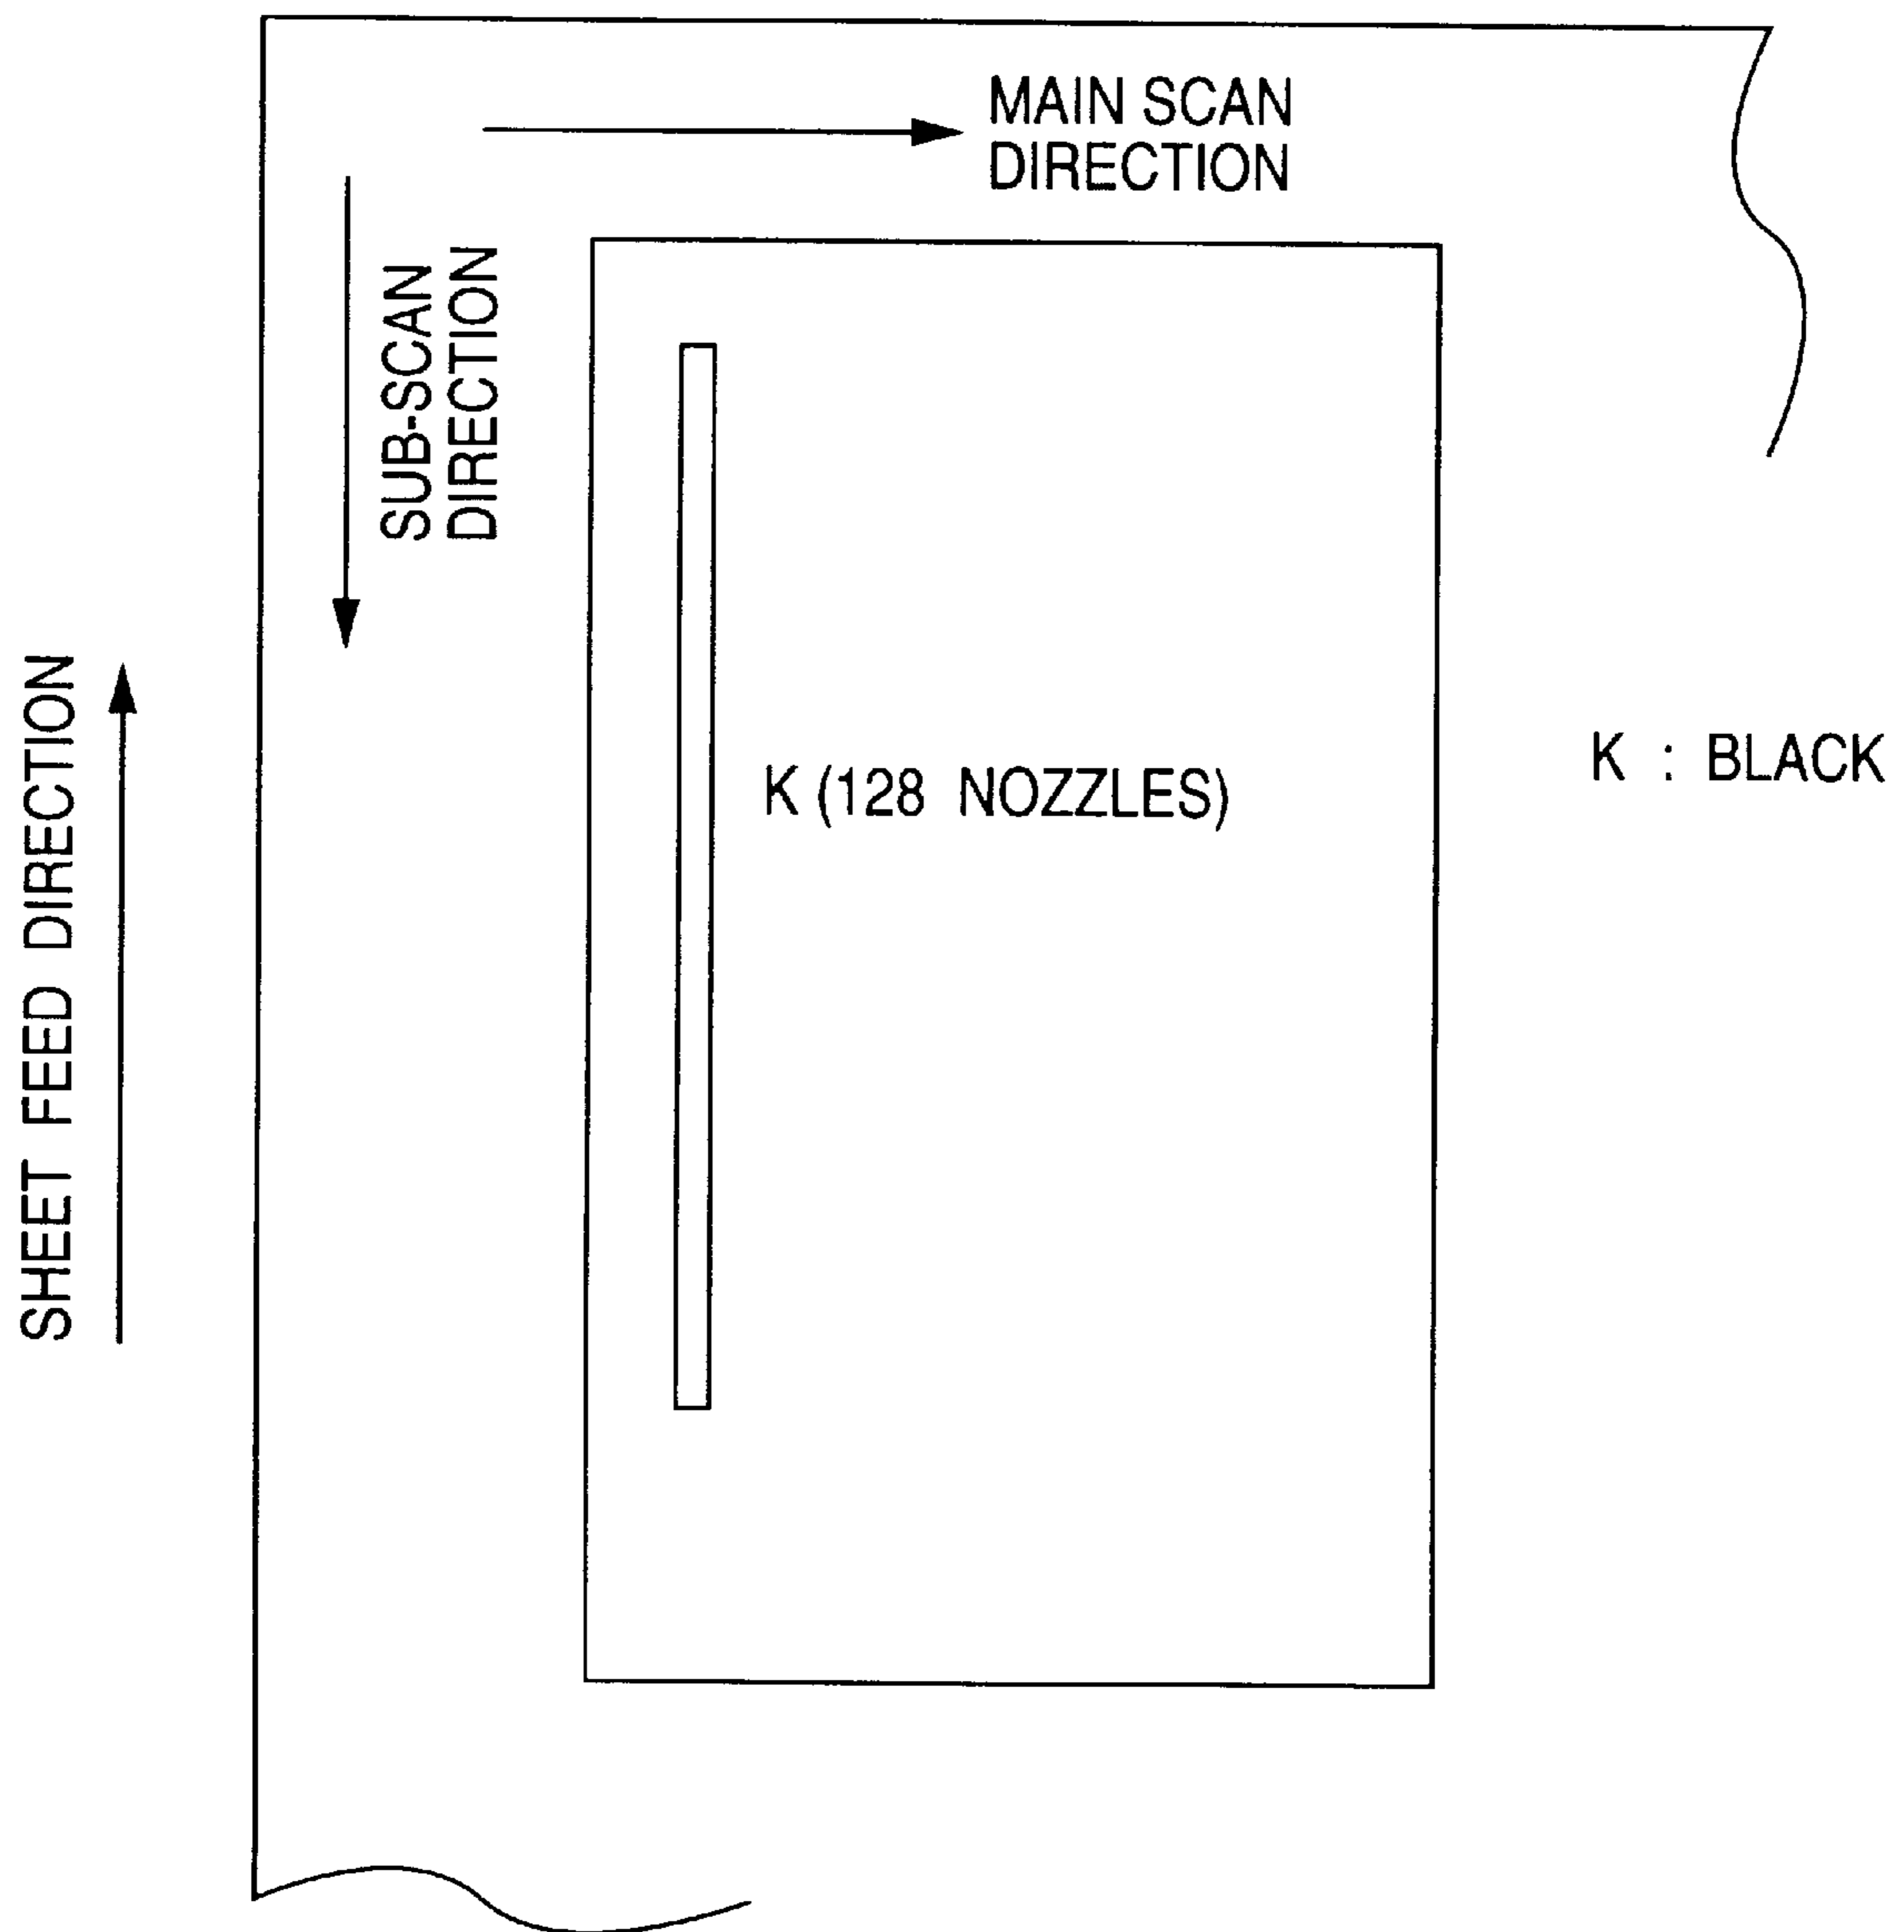 MAIN SCAN
DIRECTION
SUB-SCAN
DIRECTION
SHEET FEED DIRECTION
K (128 NOZZLES)
K : BLACK